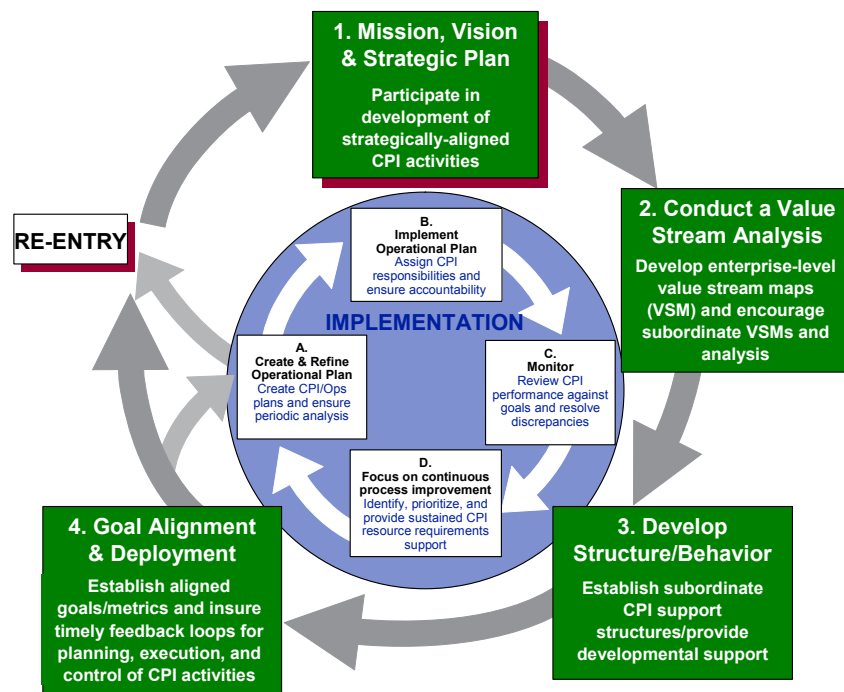 1. Mission, Vision
& Strategic Plan
Participate in
development of
strategically-aligned
CPI activities
RE-ENTRY
2. Conduct a Value
Stream Analysis
Develop enterprise-level
value stream maps
(VSM) and encourage
subordinate VSMs and
analysis
B.
Implement
Operational Plan
Assign CPI
responsibilities and
ensure accountability
IMPLEMENTATION
A.
Create & Refine
Operational Plan
Create CPI/Ops
plans and ensure
periodic analysis
C.
Monitor
Review CPI
performance against
goals and resolve
discrepancies
D.
Focus on continuous
process improvement
Identify, prioritize, and
provide sustained CPI
resource requirements
support
4. Goal Alignment
& Deployment
Establish aligned
goals/metrics and insure
timely feedback loops for
planning, execution, and
control of CPI activities
3. Develop
Structure/Behavior
Establish subordinate
CPI support
structures/provide
developmental support